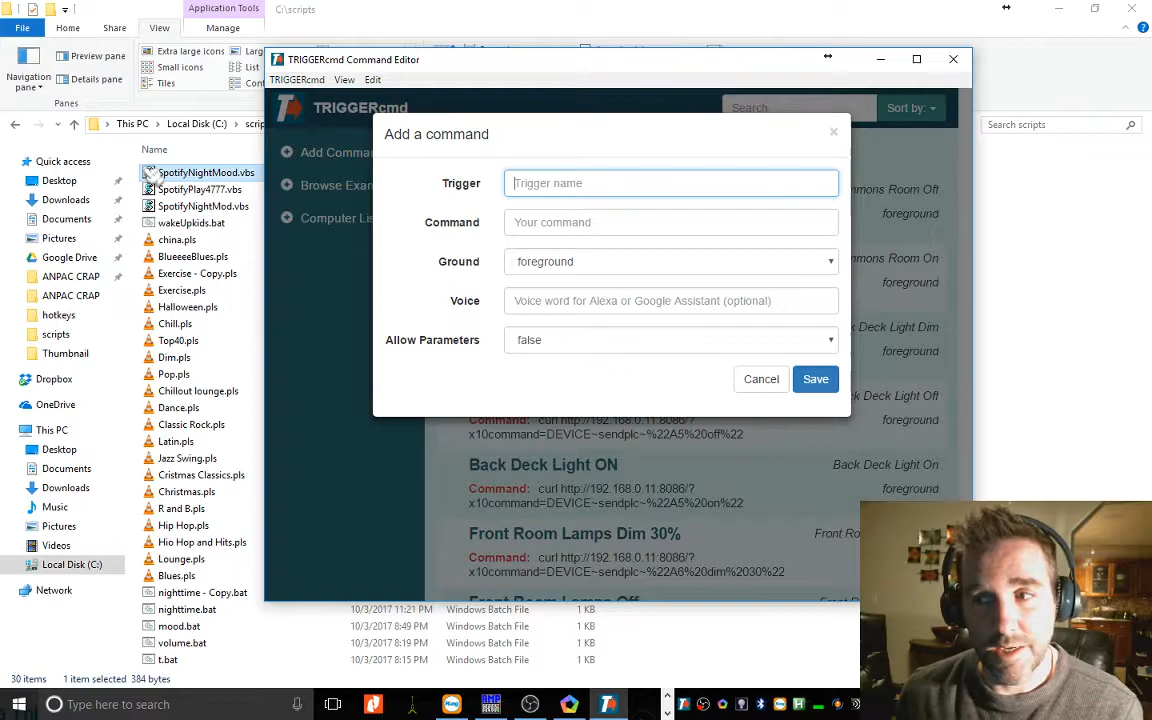 Application Tools
C:\scripts
File
Home
Share
View
Manage
Navigation
pane
Preview pane
Details pane
Panes
Extra large icons
Small icons
Tiles
List
This PC
Local Disk (C:)
Search scripts
Quick access
Desktop
Downloads
Documents
Pictures
Google Drive
ANPAC CRAP
ANPAC CRAP
hotkeys
scripts
Thumbnail
Dropbox
OneDrive
This PC
Desktop
Documents
Downloads
Music
Pictures
Videos
Local Disk (C:)
Network
Name
SpotifyNightMood.vbs
SpotifyPlay4777.vbs
SpotifyNightMod.vbs
wakeUpkids.bat
china.pls
BlueeeeBlues.pls
Exercise - Copy.pls
Exercise.pls
Halloween.pls
Chill.pls
Top40.pls
Dim.pls
Pop.pls
Chillout lounge.pls
Dance.pls
Classic Rock.pls
Latin.pls
Jazz Swing.pls
Cristmas Classics.pls
Christmas.pls
R and B.pls
Hip Hop.pls
Hio Hop and Hits.pls
Lounge.pls
Blues.pls
nighttime - Copy.bat
nighttime.bat 10/3/2017 11:21 PM Windows Batch File 1 KB
mood.bat 10/3/2017 8:49 PM Windows Batch File 1 KB
volume.bat 10/3/2017 8:19 PM Windows Batch File 1 KB
t.bat 10/3/2017 8:15 PM Windows Batch File 1 KB
30 items 1 item selected 384 bytes
TRIGGERcmd Command Editor
TRIGGERcmd View Edit
TRIGGERcmd
Search
Sort by:
Add Comma
Browse Exar
Computer Lis
Add a command
×
Trigger
Trigger name
Command
Your command
Ground
foreground
Voice
Voice word for Alexa or Google Assistant (optional)
Allow Parameters
false
Cancel
Save
mmons Room Off
foreground
ommons Room On
foreground
k Deck Light Dim
foreground
ack Deck Light Off
foreground
Command: curl http://192.168.0.11:8086/?
x10command=DEVICE~sendplc~%22A5%20off%22
Back Deck Light ON
Back Deck Light On
Command: curl http://192.168.0.11:8086/?
foreground
x10command=DEVICE~sendplc~%22A5%20on%22
Front Room Lamps Dim 30%
Front Roo
Command: curl http://192.168.0.11:8086/?
x10command=DEVICE~sendplc~%22A6%20dim%2030%22
Front Room Lamps Off
Type here to search